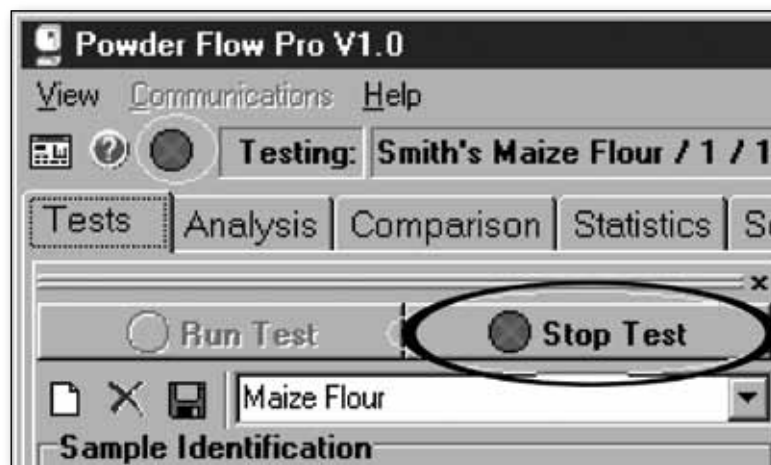 Powder Flow Pro V1.0
View Communications Help
Testing: Smith's Maize Flour / 1 / 1
Tests Analysis Comparison Statistics
Run Test Stop Test
Maize Flour
Sample Identification